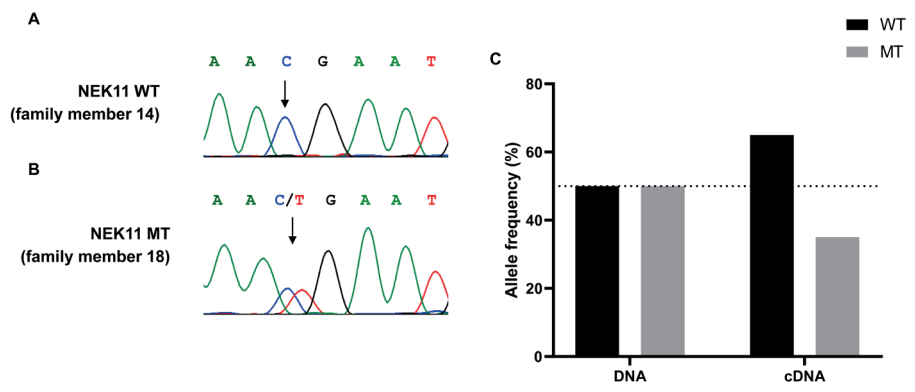 A
A A C G A A T
NEK11 WT
(family member 14)
B
A A C/T G A A T
NEK11 MT
(family member 18)
C
WT
MT
Allele frequency (%)
80
60
40
20
0
DNA cDNA